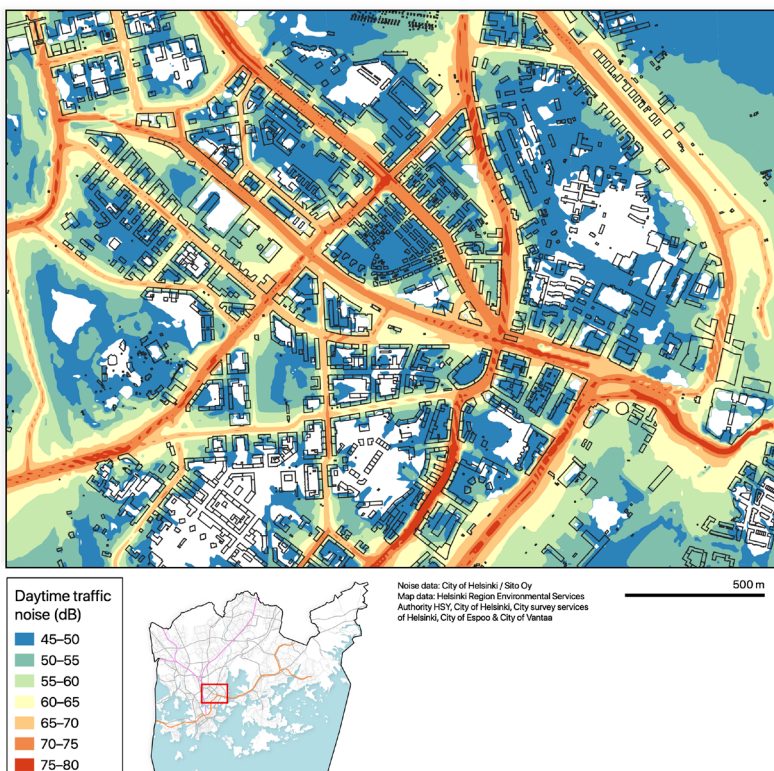 Daytime traffic
noise (dB)
45–50
50–55
55–60
60–65
65–70
70–75
75–80
Noise data: City of Helsinki / Sito Oy
Map data: Helsinki Region Environmental Services
Authority HSY, City of Helsinki, City survey services
of Helsinki, City of Espoo & City of Vantaa
500 m